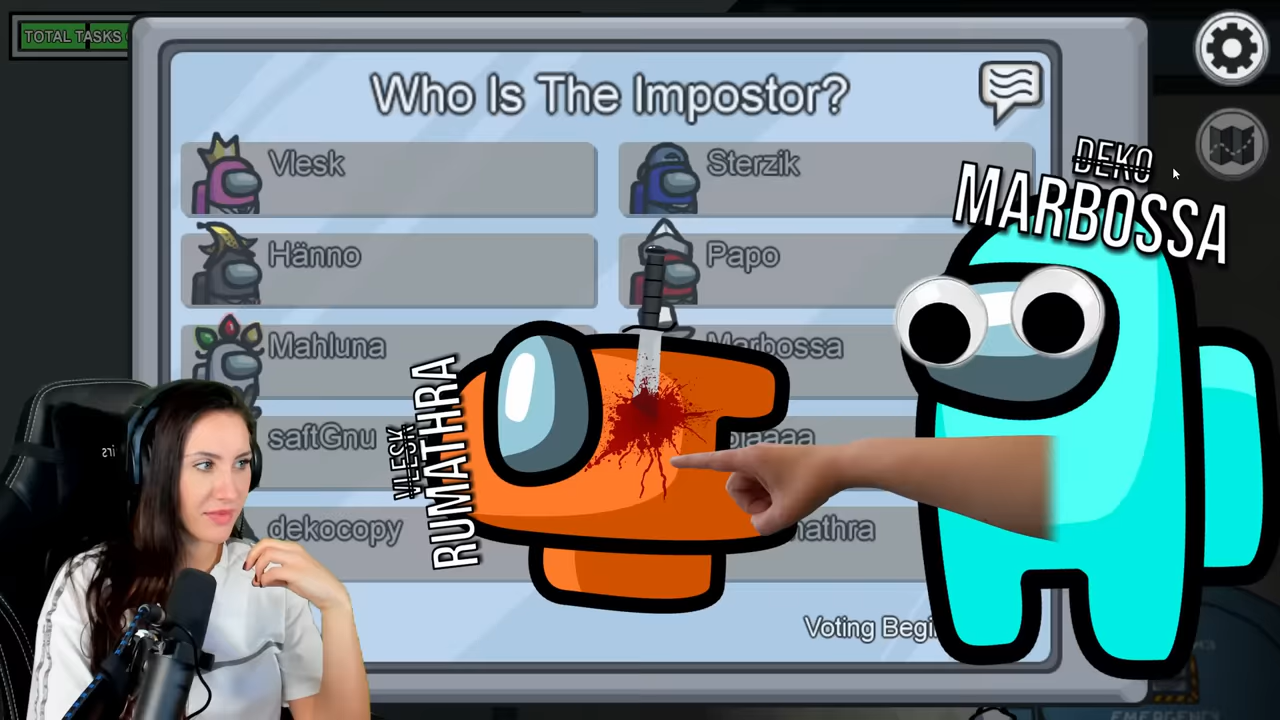 TOTAL TASKS
Who Is The Impostor?
Vlesk
Sterzik
DEKO
MARBOSSA
Hänno
Papo
Mahluna
Marbossa
VLESK
RUMATHRA
saftGnu
dekocopy
Voting Begi
EMERGENCY